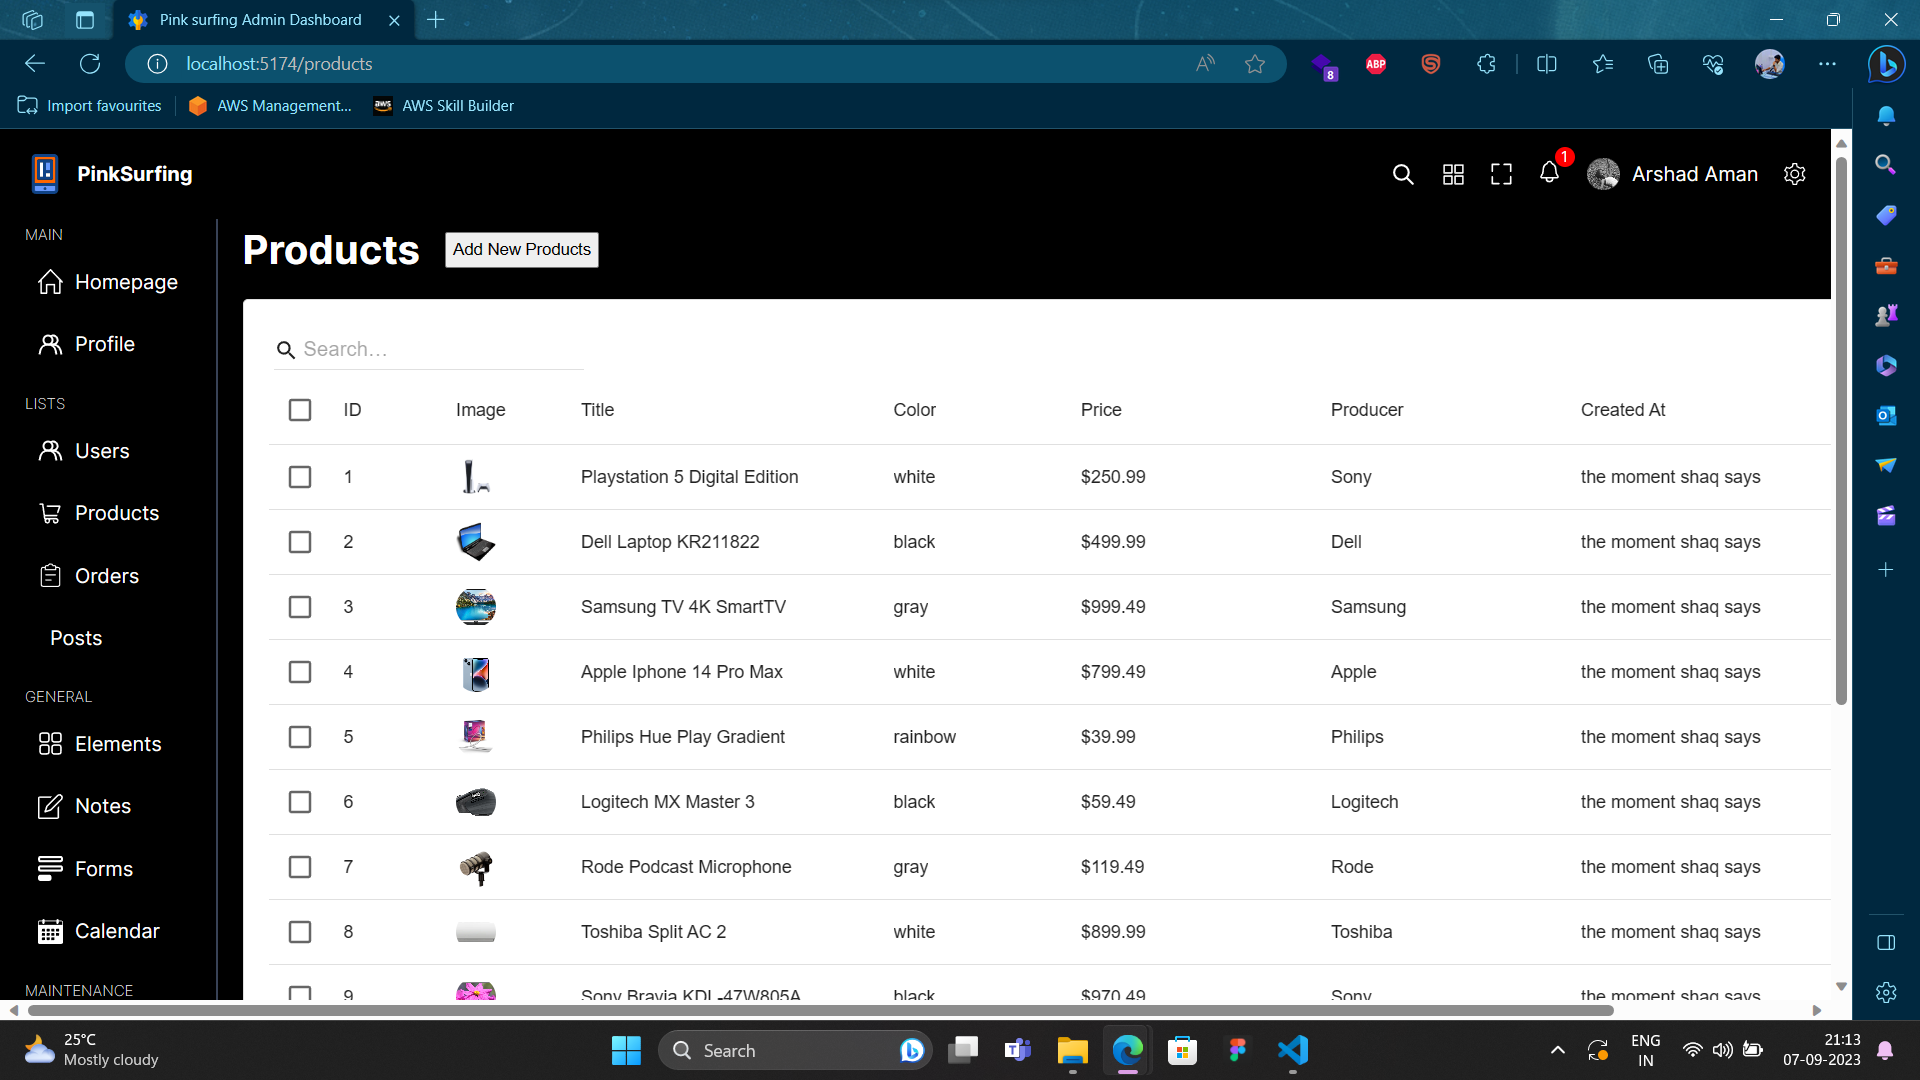 Pink surfing Admin Dashboard
localhost:5174/products
ABP
8
Import favourites
AWS Management...
aws
AWS Skill Builder
PinkSurfing
1
Arshad Aman
MAIN
Homepage
Profile
LISTS
Users
Products
Orders
Posts
GENERAL
Elements
Notes
Forms
Calendar
MAINTENANCE
Products
Add New Products
Search…
ID Image Title Color Price Producer Created At
1 Playstation 5 Digital Edition white $250.99 Sony the moment shaq says
2 Dell Laptop KR211822 black $499.99 Dell the moment shaq says
3 Samsung TV 4K SmartTV gray $999.49 Samsung the moment shaq says
4 Apple Iphone 14 Pro Max white $799.49 Apple the moment shaq says
5 Philips Hue Play Gradient rainbow $39.99 Philips the moment shaq says
6 Logitech MX Master 3 black $59.49 Logitech the moment shaq says
7 Rode Podcast Microphone gray $119.49 Rode the moment shaq says
8 Toshiba Split AC 2 white $899.99 Toshiba the moment shaq says
9 Sony Bravia KDL-47W805A black $970.49 Sony the moment shaq says
25°C
Mostly cloudy
Search
ENG
IN
21:13
07-09-2023